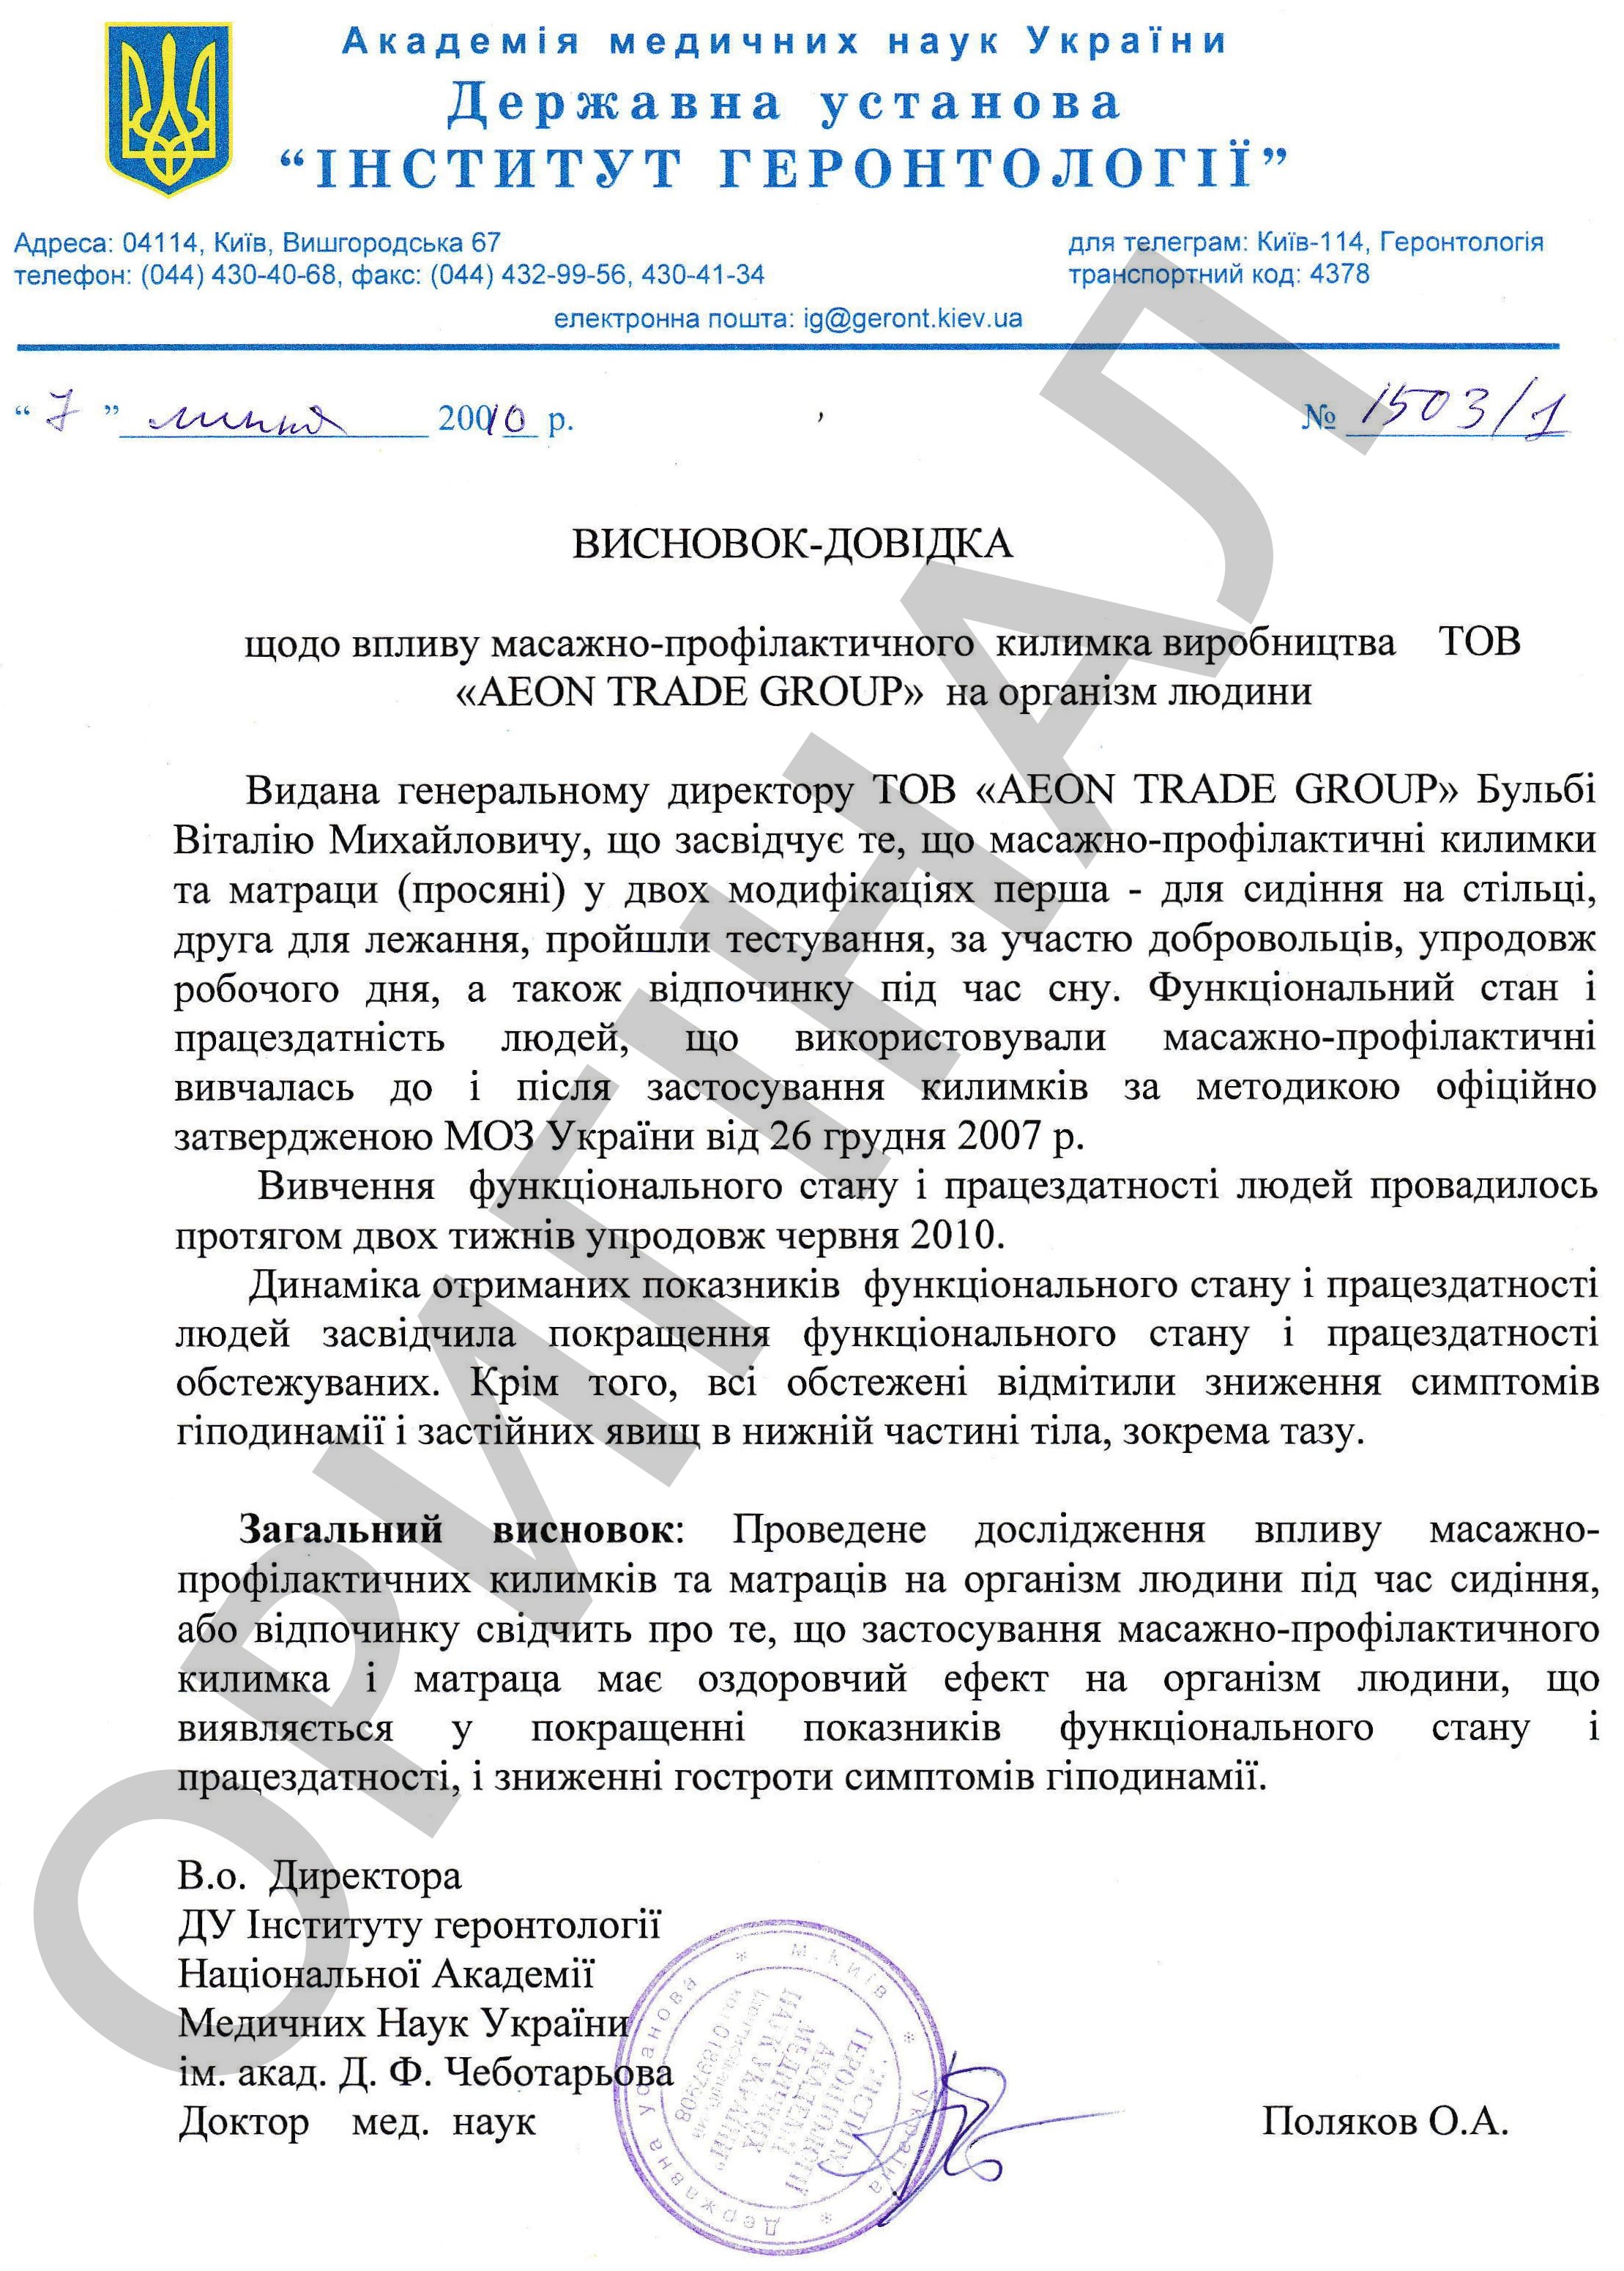 Академія медичних наук України
Державна установа
“ІНСТИТУТ ГЕРОНТОЛОГІЇ”
Адреса: 04114, Київ, Вишгородська 67
телефон: (044) 430-40-68, факс: (044) 432-99-56, 430-41-34
для телеграм: Київ-114, Геронтологія
транспортний код: 4378
електронна пошта: ig@geront.kiev.ua
“ 7 ” липня 20010 р.
№ 1503/1
ВИСНОВОК-ДОВІДКА
щодо впливу масажно-профілактичного килимка виробництва ТОВ
«AEON TRADE GROUP» на організм людини
Видана генеральному директору ТОВ «AEON TRADE GROUP» Бульбі
Віталію Михайловичу, що засвідчує те, що масажно-профілактичні килимки
та матраци (просяні) у двох модифікаціях перша - для сидіння на стільці,
друга для лежання, пройшли тестування, за участю добровольців, упродовж
робочого дня, а також відпочинку під час сну. Функціональний стан і
працездатність людей, що використовували масажно-профілактичні
вивчалась до і після застосування килимків за методикою офіційно
затвердженою МОЗ України від 26 грудня 2007 р.
Вивчення функціонального стану і працездатності людей провадилось
протягом двох тижнів упродовж червня 2010.
Динаміка отриманих показників функціонального стану і працездатності
людей засвідчила покращення функціонального стану і працездатності
обстежуваних. Крім того, всі обстежені відмітили зниження симптомів
гіподинамії і застійних явищ в нижній частині тіла, зокрема тазу.
Загальний висновок: Проведене дослідження впливу масажно-
профілактичних килимків та матраців на організм людини під час сидіння,
або відпочинку свідчить про те, що застосування масажно-профілактичного
килимка і матраца має оздоровчий ефект на організм людини, що
виявляється у покращенні показників функціонального стану і
працездатності, і зниженні гостроти симптомів гіподинамії.
В.о. Директора
ДУ Інституту геронтології
Національної Академії
Медичних Наук України
ім. акад. Д. Ф. Чеботарьова
Доктор мед. наук
Поляков О.А.
Державна установа * м. Київ * Україна *
ІНСТИТУТ
ГЕРОНТОЛОГІЇ
АКАДЕМІЇ
МЕДИЧНИХ
НАУК УКРАЇНИ”
01897908
ОРИГІНАЛ